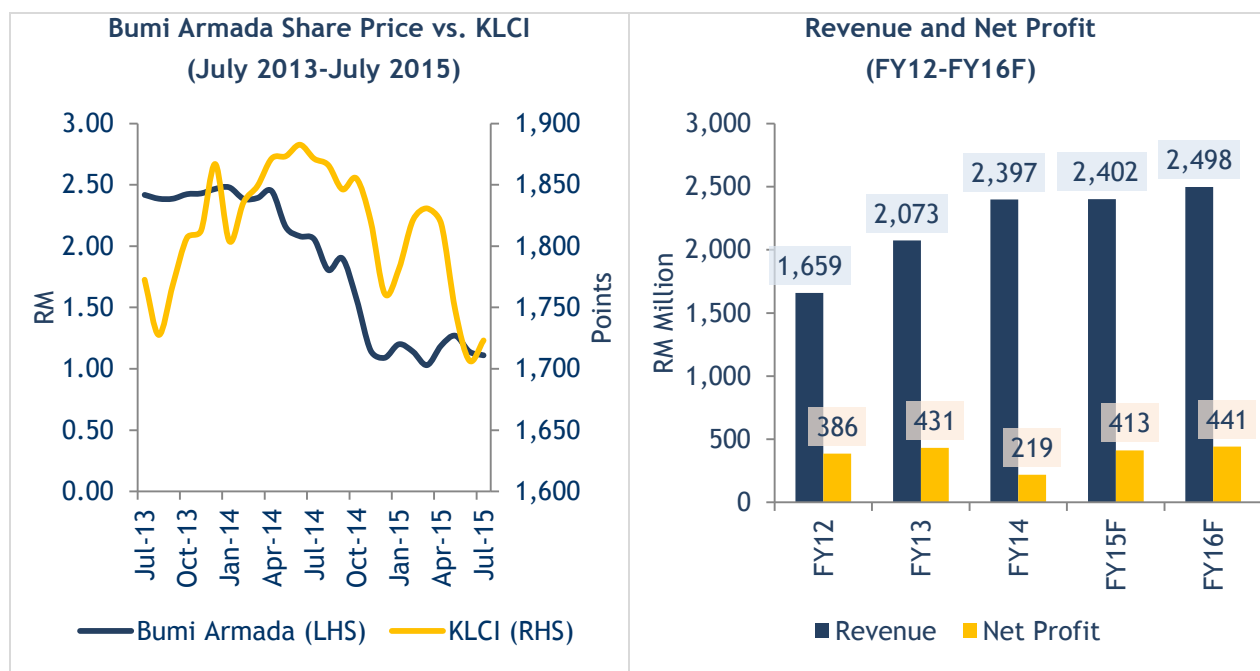 Bumi Armada Share Price vs. KLCI
(July 2013-July 2015)
3.00
2.50
2.00
1.50
1.00
0.50
0.00
RM
1,900
1,850
1,800
1,750
1,700
1,650
1,600
Points
Jul-13
Oct-13
Jan-14
Apr-14
Jul-14
Oct-14
Jan-15
Apr-15
Jul-15
Bumi Armada (LHS)
KLCI (RHS)
Revenue and Net Profit
(FY12-FY16F)
3,000
2,500
2,000
1,500
1,000
500
0
RM Million
1,659
2,073
2,397
2,402
2,498
386
431
219
413
441
FY12
FY13
FY14
FY15F
FY16F
Revenue
Net Profit